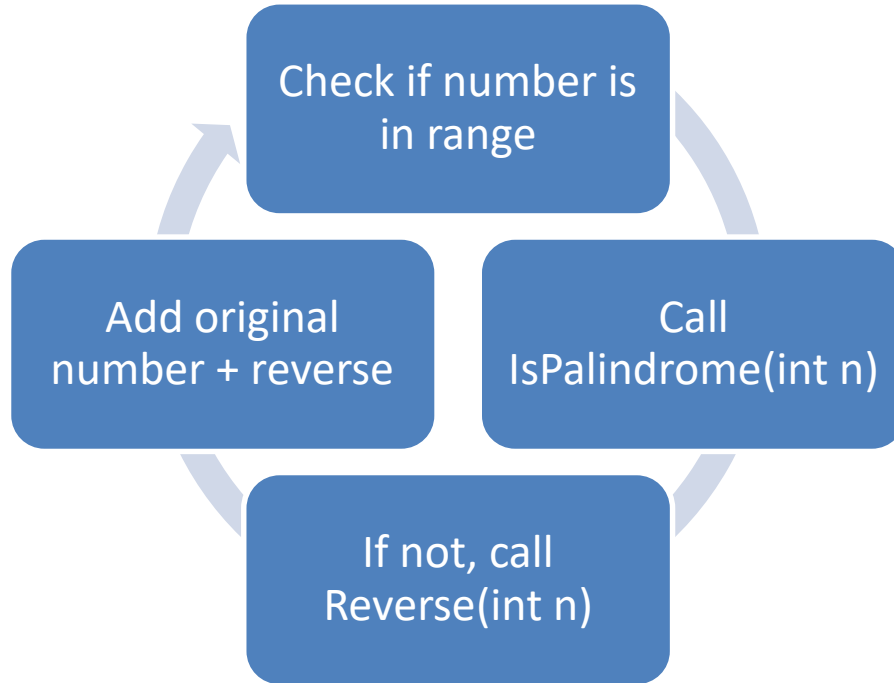 Check if number is
in range
Call
IsPalindrome(int n)
If not, call
Reverse(int n)
Add original
number + reverse